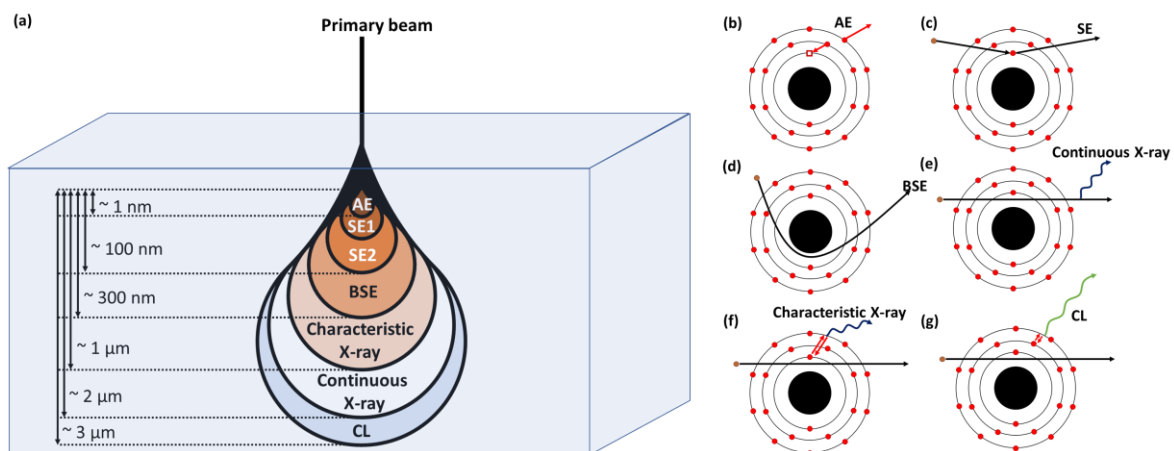 (a)
Primary beam
AE
SE1
SE2
BSE
Characteristic
X-ray
Continuous
X-ray
CL
~ 1 nm
~ 100 nm
~ 300 nm
~ 1 μm
~ 2 μm
~ 3 μm
(b)
AE
(c)
SE
(d)
BSE
(e)
Continuous X-ray
(f)
Characteristic X-ray
(g)
CL